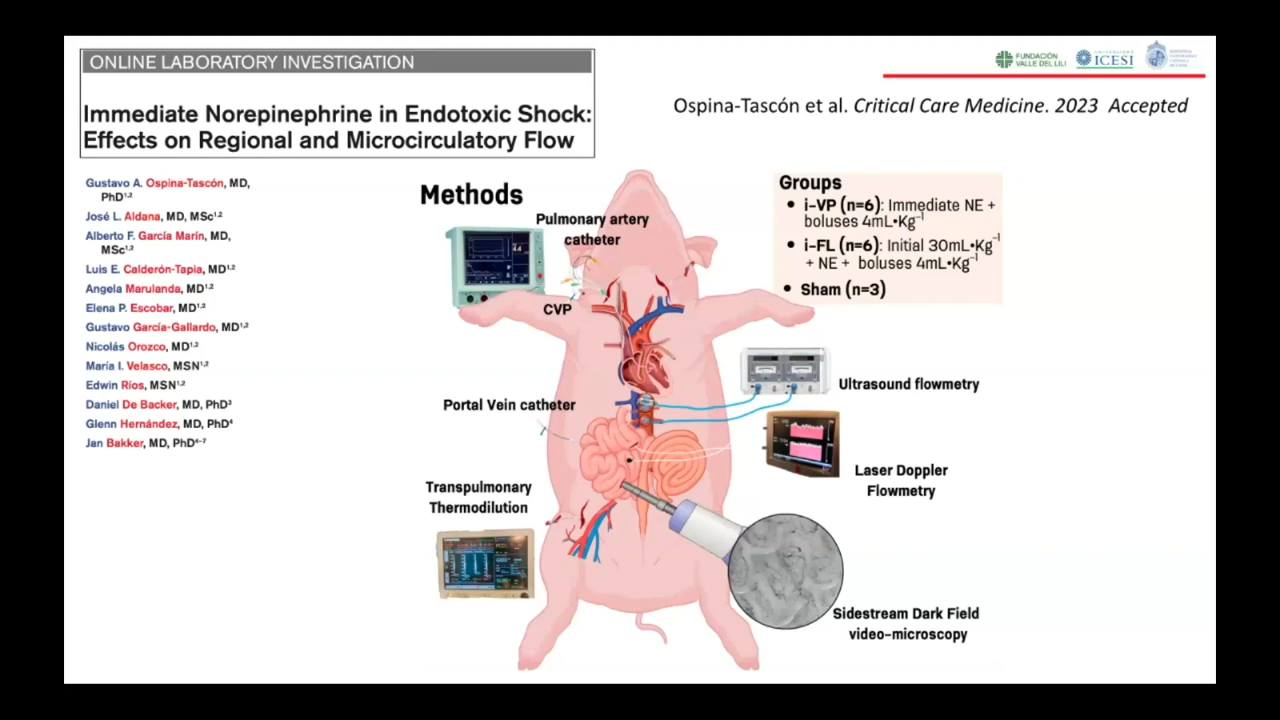 ONLINE LABORATORY INVESTIGATION
Immediate Norepinephrine in Endotoxic Shock:
Effects on Regional and Microcirculatory Flow
FUNDACIÓN
VALLE DEL LILI
UNIVERSIDAD
ICESI
Ospina-Tascón et al. Critical Care Medicine. 2023 Accepted
Gustavo A. Ospina-Tascón, MD,
PhD1,2
José L. Aldana, MD, MSc1,2
Alberto F. García Marín, MD,
MSc1,2
Luis E. Calderón-Tapia, MD1,2
Angela Marulanda, MD1,2
Elena P. Escobar, MD1,2
Gustavo García-Gallardo, MD1,2
Nicolás Orozco, MD1,2
María I. Velasco, MSN1,2
Edwin Ríos, MSN1,2
Daniel De Backer, MD, PhD3
Glenn Hernández, MD, PhD4
Jan Bakker, MD, PhD4–7
Methods
Pulmonary artery
catheter
CVP
Portal Vein catheter
Transpulmonary
Thermodilution
Groups
• i-VP (n=6): Immediate NE +
boluses 4mL•Kg-1
• i-FL (n=6): Initial 30mL•Kg-1
+ NE + boluses 4mL•Kg-1
• Sham (n=3)
Ultrasound flowmetry
Laser Doppler
Flowmetry
Sidestream Dark Field
video-microscopy